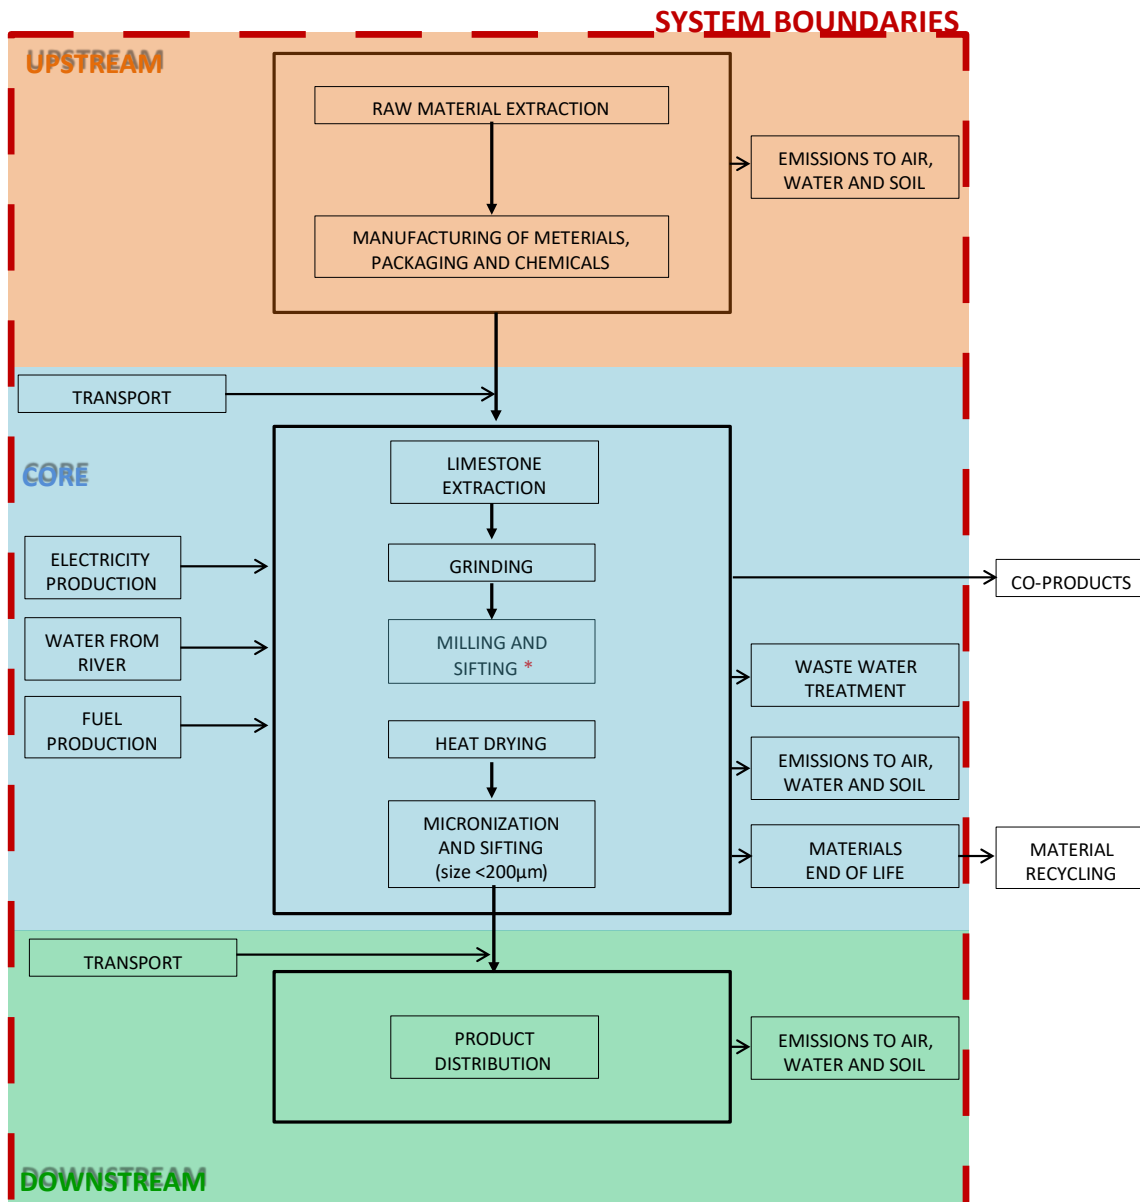 SYSTEM BOUNDARIES
UPSTREAM
RAW MATERIAL EXTRACTION
EMISSIONS TO AIR,
WATER AND SOIL
MANUFACTURING OF METERIALS,
PACKAGING AND CHEMICALS
TRANSPORT
CORE
LIMESTONE
EXTRACTION
ELECTRICITY
PRODUCTION
GRINDING
CO-PRODUCTS
WATER FROM
RIVER
MILLING AND
SIFTING *
WASTE WATER
TREATMENT
FUEL
PRODUCTION
HEAT DRYING
EMISSIONS TO AIR,
WATER AND SOIL
MICRONIZATION
AND SIFTING
(size <200μm)
MATERIALS
END OF LIFE
MATERIAL
RECYCLING
TRANSPORT
PRODUCT
DISTRIBUTION
EMISSIONS TO AIR,
WATER AND SOIL
DOWNSTREAM